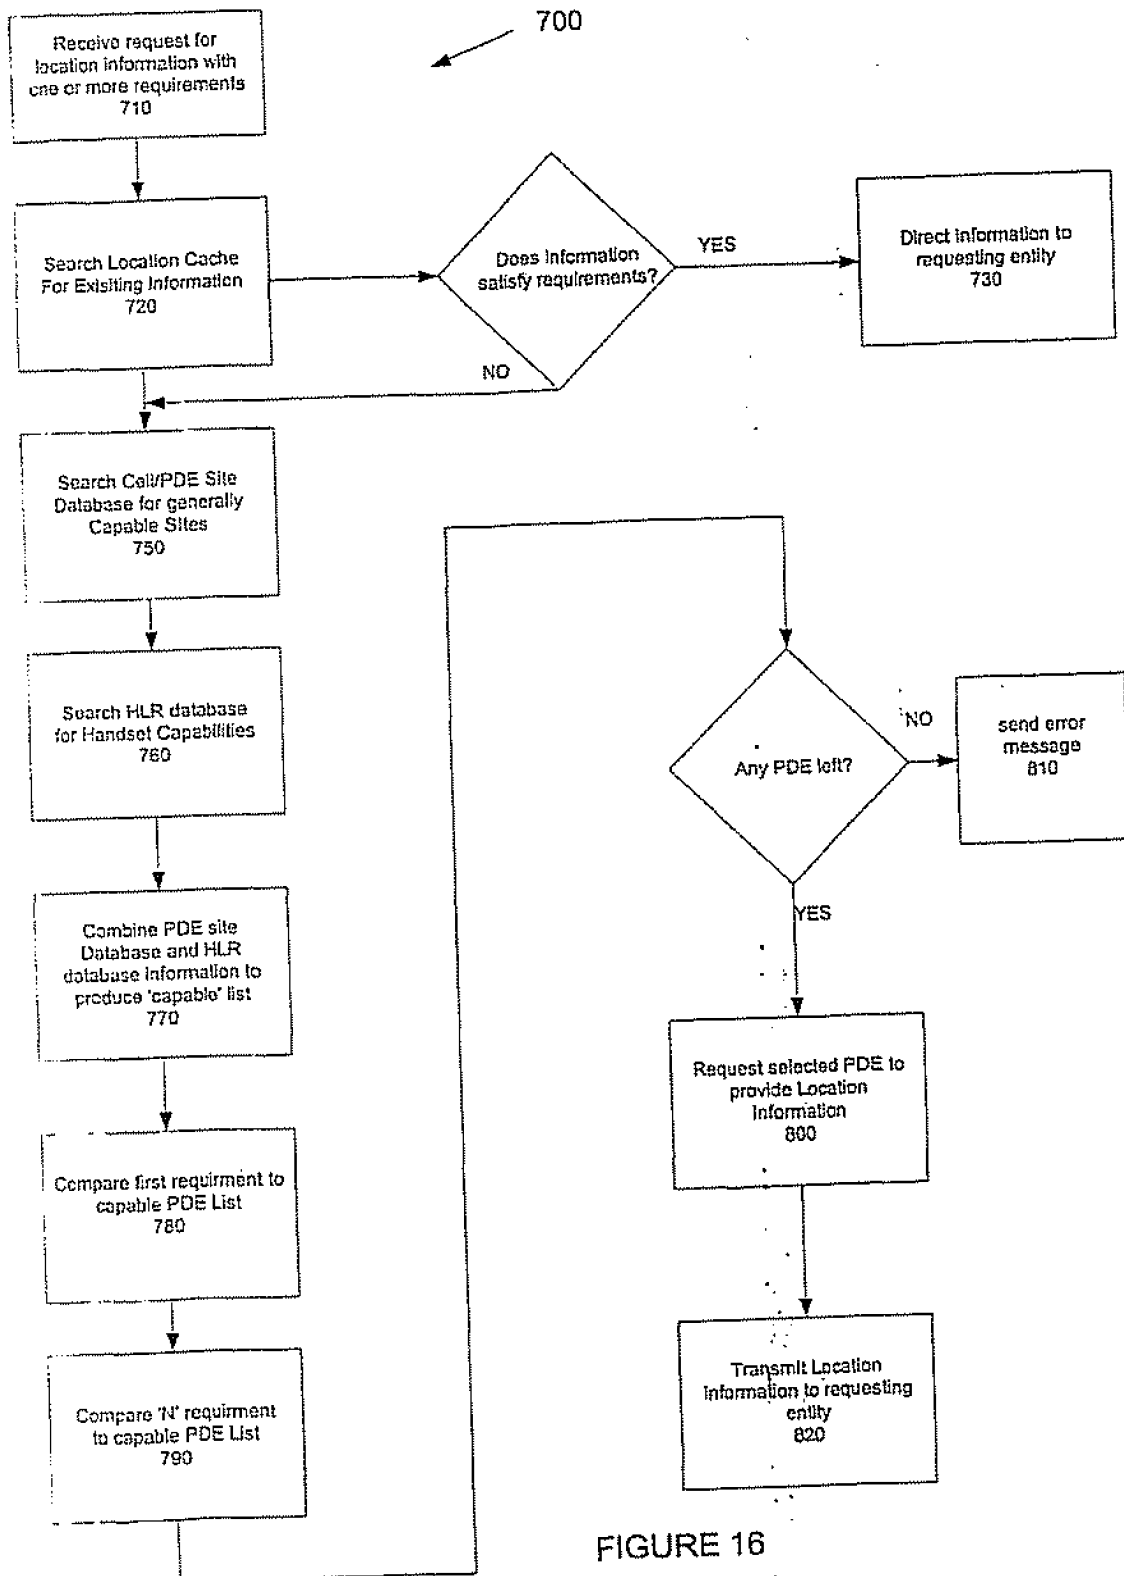 700
Receive request for
location information with
one or more requirements
710
Search Location Cache
For Exisiting Information
720
Does Information
satisfy requirements?
YES
Direct information to
requesting entity
730
NO
Search Cell/PDE Site
Database for generally
Capable Sites
750
Search HLR database
for Handset Capabilities
760
Combine PDE site
Database and HLR
database information to
produce 'capable' list
770
Compare first requirment to
capable PDE List
780
Compare 'N' requirment
to capable PDE List
790
Any PDE left?
NO
send error
message
810
YES
Request selected PDE to
provide Location
Information
800
Transmit Location
Information to requesting
entity
820
FIGURE 16